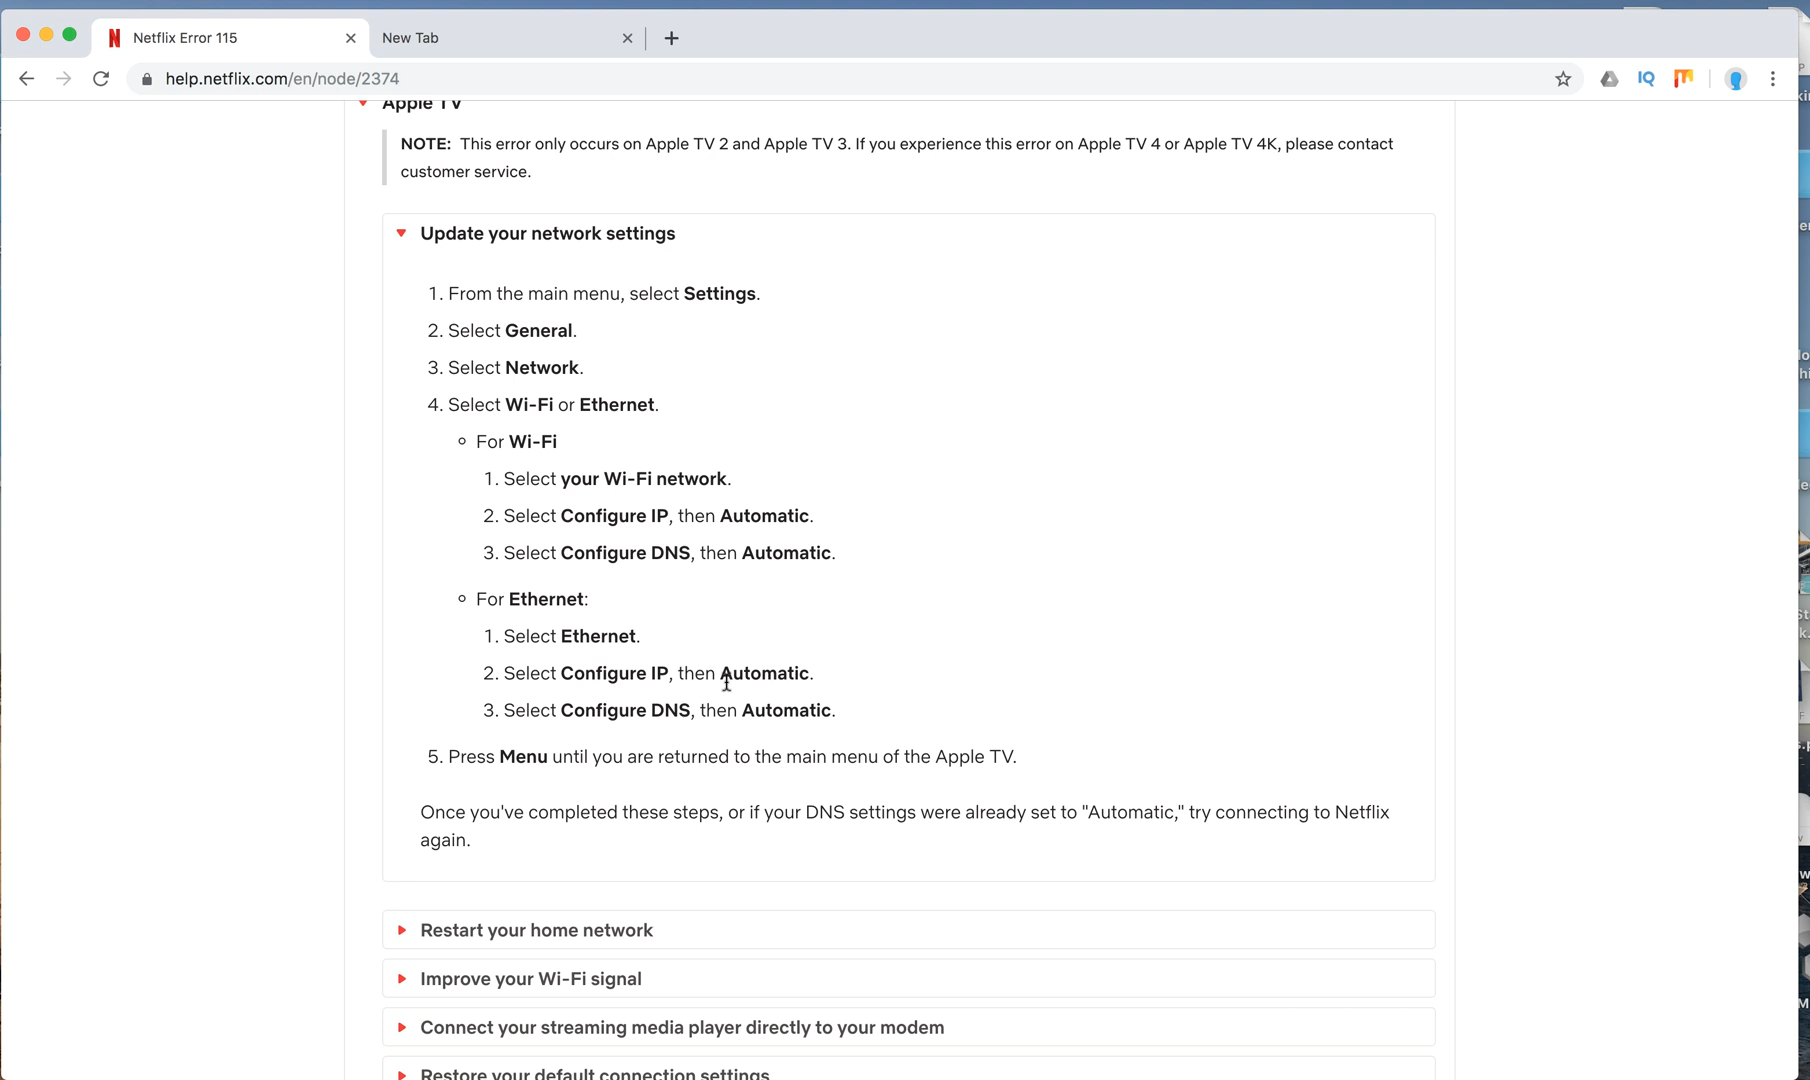 Netflix Error 115
New Tab
help.netflix.com/en/node/2374
IQ
Apple TV
NOTE: This error only occurs on Apple TV 2 and Apple TV 3. If you experience this error on Apple TV 4 or Apple TV 4K, please contact
customer service.
Update your network settings
1. From the main menu, select Settings.
2. Select General.
3. Select Network.
4. Select Wi-Fi or Ethernet.
For Wi-Fi
1. Select your Wi-Fi network.
2. Select Configure IP, then Automatic.
3. Select Configure DNS, then Automatic.
For Ethernet:
1. Select Ethernet.
2. Select Configure IP, then Automatic.
3. Select Configure DNS, then Automatic.
5. Press Menu until you are returned to the main menu of the Apple TV.
Once you've completed these steps, or if your DNS settings were already set to "Automatic," try connecting to Netflix
again.
Restart your home network
Improve your Wi-Fi signal
Connect your streaming media player directly to your modem
Restore your default connection settings